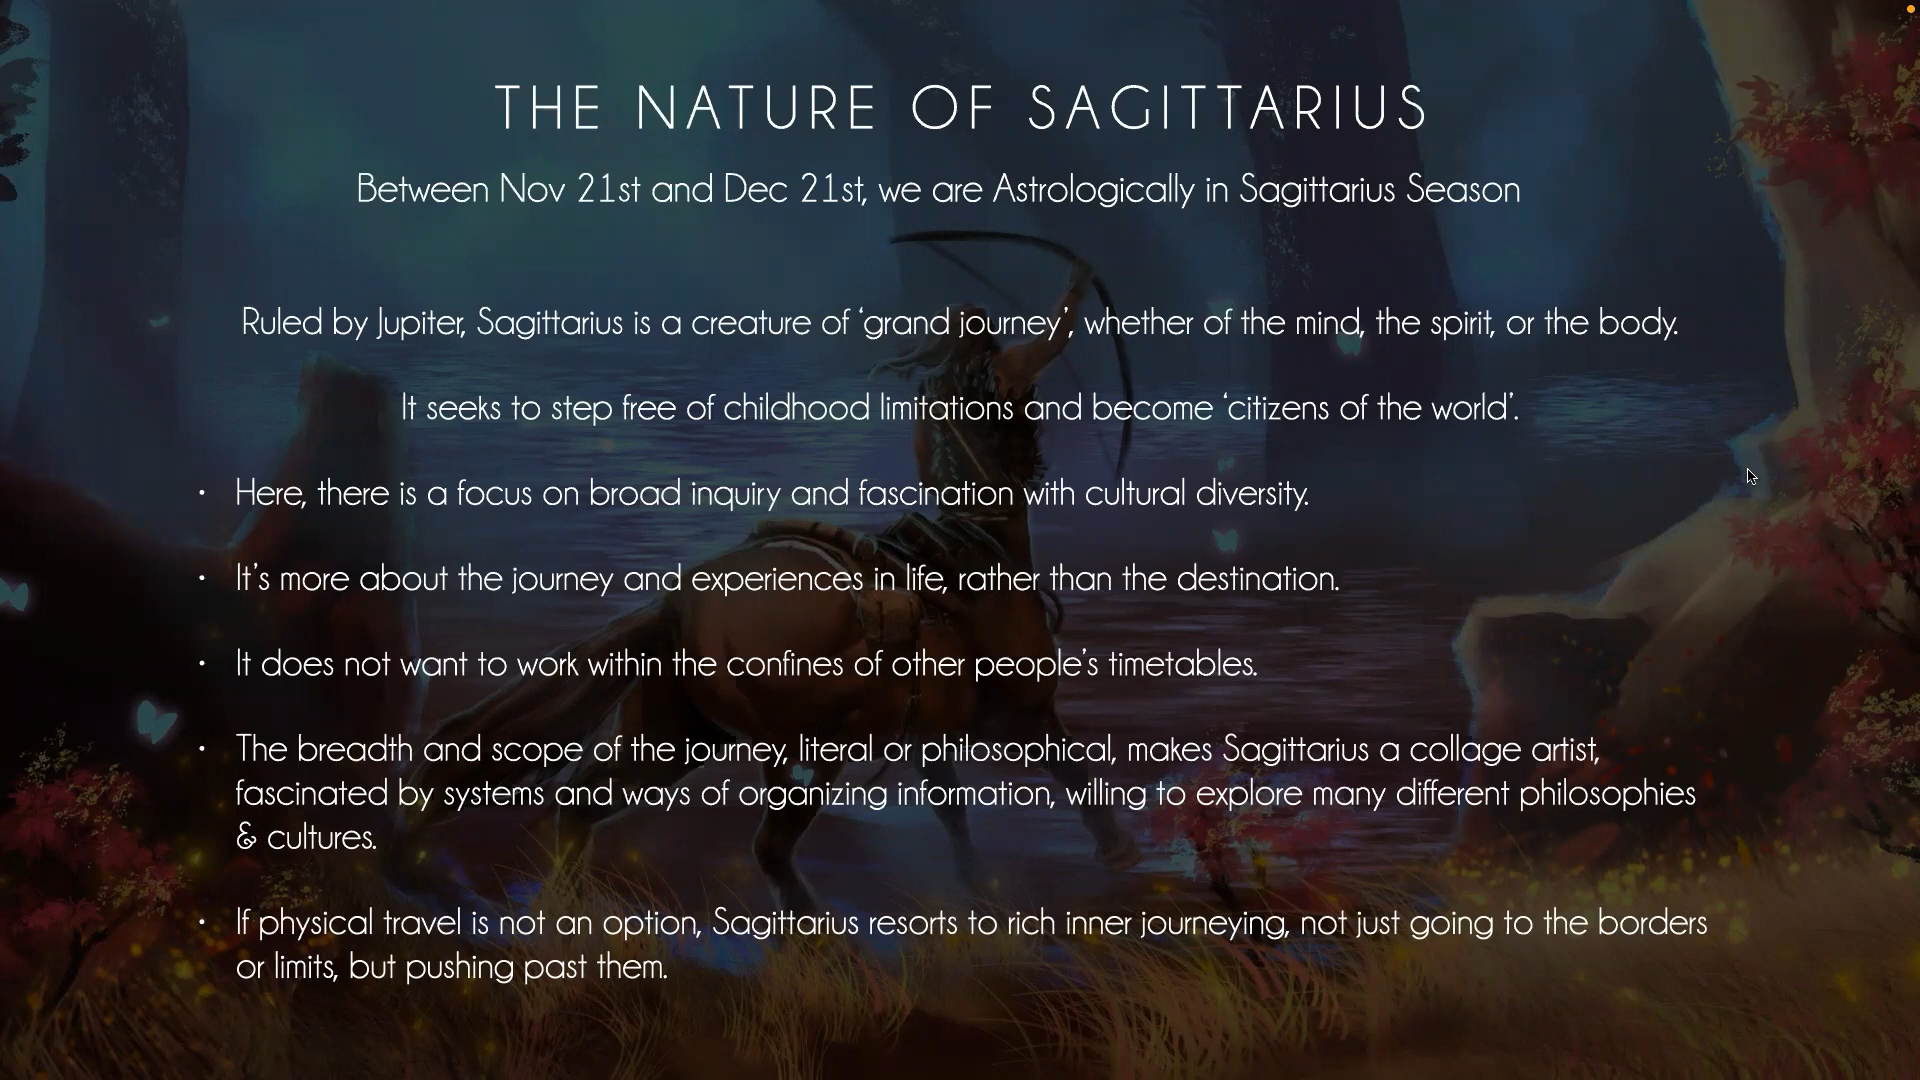 THE NATURE OF SAGITTARIUS
Between Nov 21st and Dec 21st, we are Astrologically in Sagittarius Season
Ruled by Jupiter, Sagittarius is a creature of ‘grand journey’, whether of the mind, the spirit, or the body.
It seeks to step free of childhood limitations and become ‘citizens of the world’.
• Here, there is a focus on broad inquiry and fascination with cultural diversity.
• It’s more about the journey and experiences in life, rather than the destination.
• It does not want to work within the confines of other people’s timetables.
• The breadth and scope of the journey, literal or philosophical, makes Sagittarius a collage artist,
fascinated by systems and ways of organizing information, willing to explore many different philosophies
& cultures.
• If physical travel is not an option, Sagittarius resorts to rich inner journeying, not just going to the borders
or limits, but pushing past them.